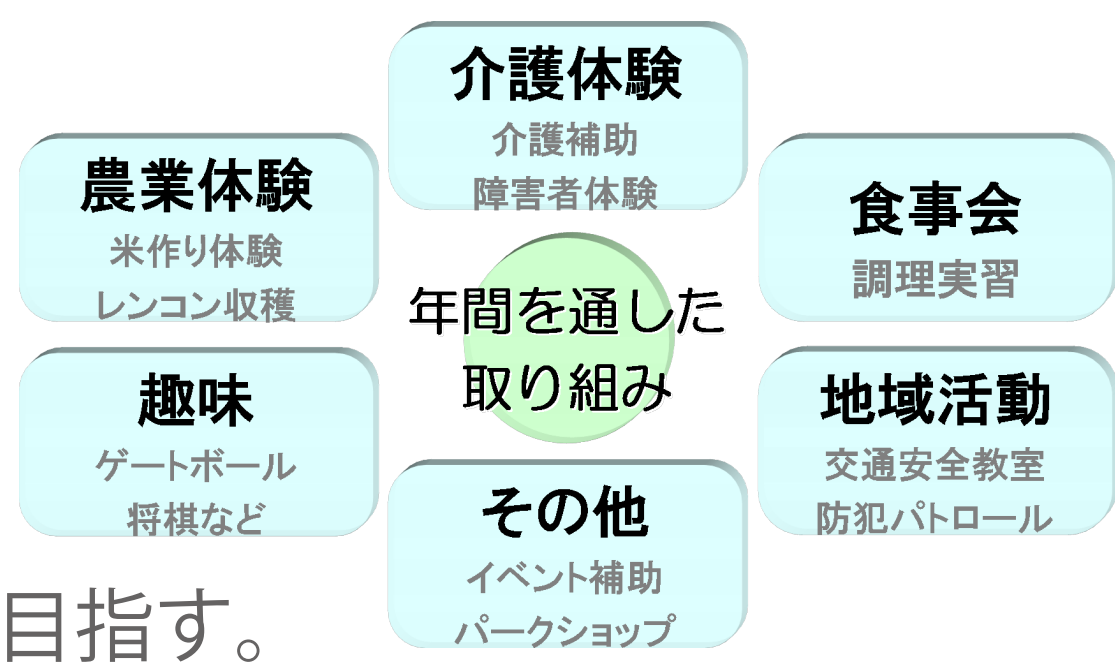 介護体験
介護補助
障害者体験
農業体験
米作り体験
レンコン収穫
食事会
調理実習
年間を通した
取り組み
趣味
ゲートボール
将棋など
地域活動
交通安全教室
防犯パトロール
その他
イベント補助
パークショップ
目指す。